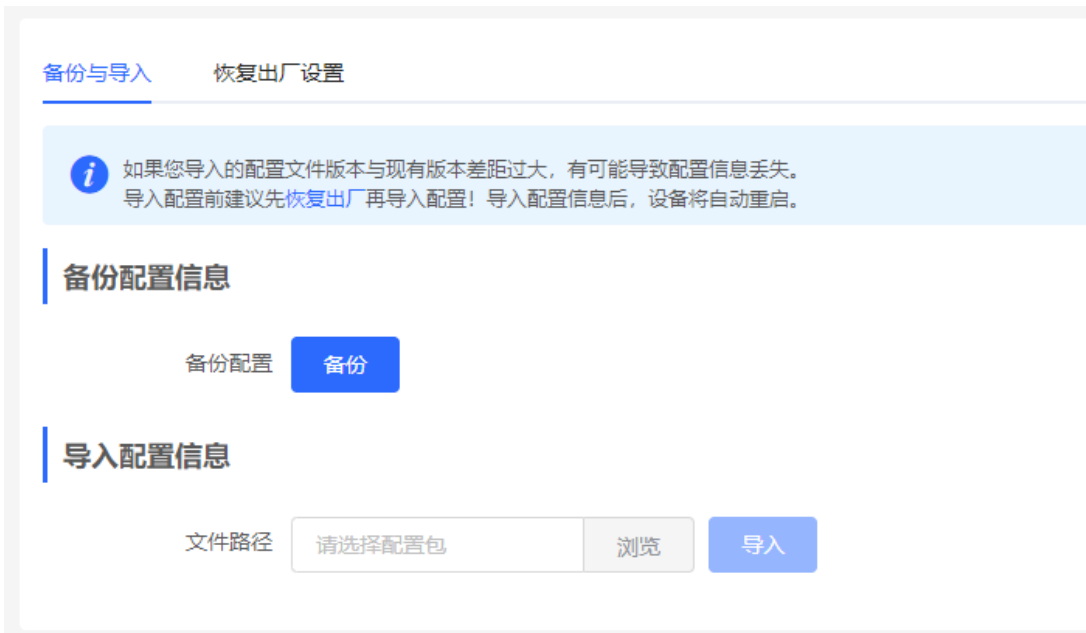 备份与导入 恢复出厂设置
如果您导入的配置文件版本与现有版本差距过大，有可能导致配置信息丢失。
导入配置前建议先恢复出厂再导入配置！导入配置信息后，设备将自动重启。
备份配置信息
备份配置 备份
导入配置信息
文件路径 请选择配置包 浏览 导入